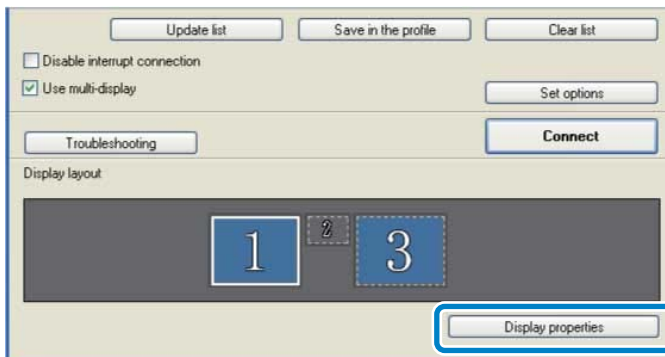 Update list Save in the profile Clear list
Disable interrupt connection
Use multi-display
Set options
Troubleshooting
Connect
Display layout
1 2 3
Display properties